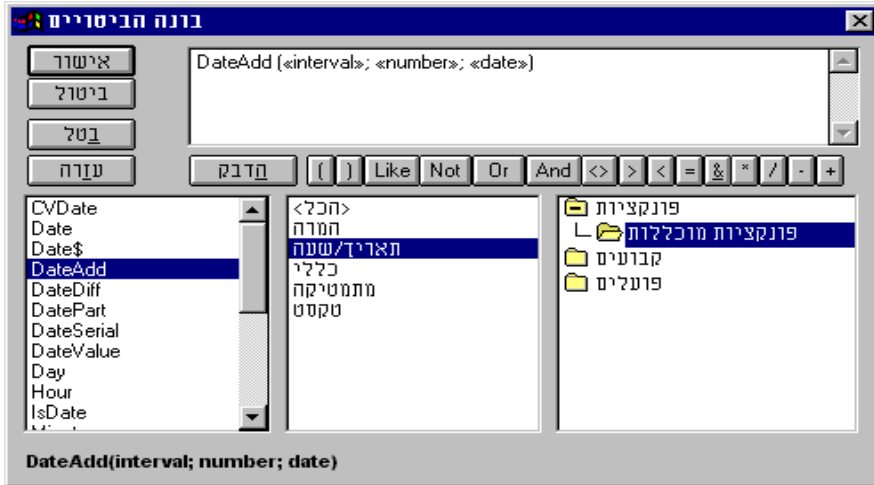 בונה הביטויים
אישור
ביטול
בטל
עזרה
DateAdd («interval»; «number»; «date»)
הדבק
( ) Like Not Or And <> > < = & * / - +
פונקציות
פונקציות מוכללות
קבועים
פועלים
<הכל>
המרה
תאריך/שעה
כללי
מתמטיקה
טקסט
CVDate
Date
Date$
DateAdd
DateDiff
DatePart
DateSerial
DateValue
Day
Hour
IsDate
DateAdd(interval; number; date)